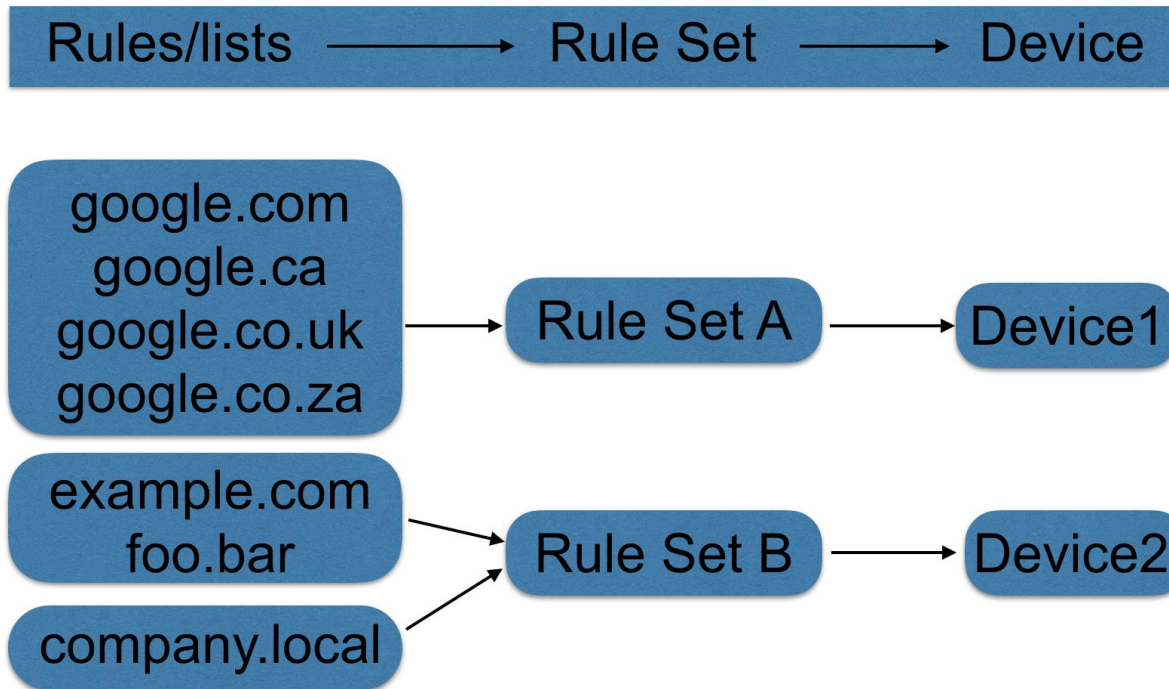 Rules/lists Rule Set Device
google.com
google.ca
google.co.uk
google.co.za
Rule Set A
Device1
example.com
foo.bar
company.local
Rule Set B
Device2